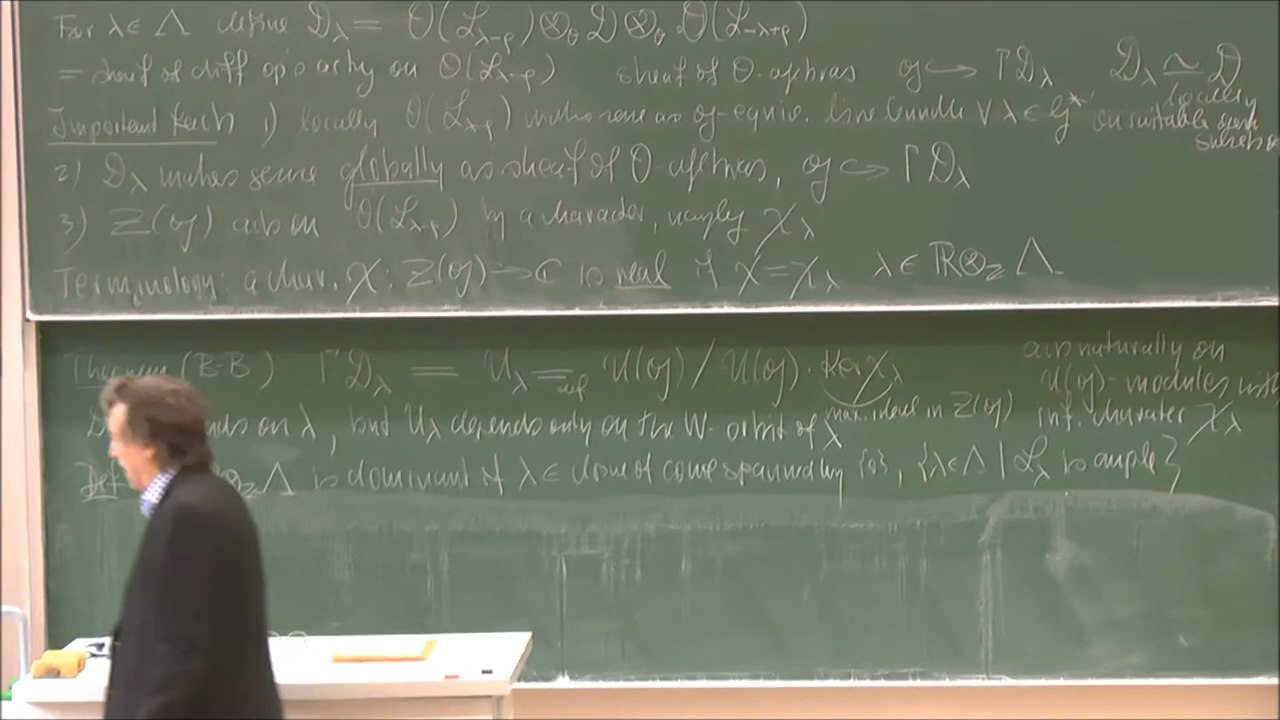 For λ ∈ Λ define 𝒟_λ = 𝒪(ℒ_{λ-ρ}) ⊗_𝒪 𝒟 ⊗_𝒪 𝒪(ℒ_{-λ+ρ})
= sheaf of diff op's acting on 𝒪(ℒ_{λ-ρ}) sheaf of 𝒪-algebras 𝔤 ↪ Γ𝒟_λ 𝒟_λ ≃ 𝒟 locally on suitable open subsets
Important facts 1) locally 𝒪(ℒ_{λ-ρ}) makes sense as 𝔤-equiv. line bundle ∀ λ ∈ 𝔥*
2) 𝒟_λ makes sense globally as sheaf of 𝒪-algebras, 𝔤 ↪ Γ𝒟_λ
3) Z(𝔤) acts on 𝒪(ℒ_{λ-ρ}) by a character, namely χ_λ
Terminology: a char. χ: Z(𝔤) → ℂ is real if χ = χ_λ λ ∈ ℝ⊗_ℤ Λ
Theorem (B-B) Γ𝒟_λ = U_λ =_{def} U(𝔤) / U(𝔤)·Ker χ_λ
max. ideal in Z(𝔤)
acts naturally on
U(𝔤)-modules with
inf. character χ_λ
on λ, but U_λ depends only on the W-orbit of λ
Def ⊗_ℤ Λ is dominant if λ ∈ closure of cone spanned by {0}, {λ ∈ Λ | ℒ_λ is ample}